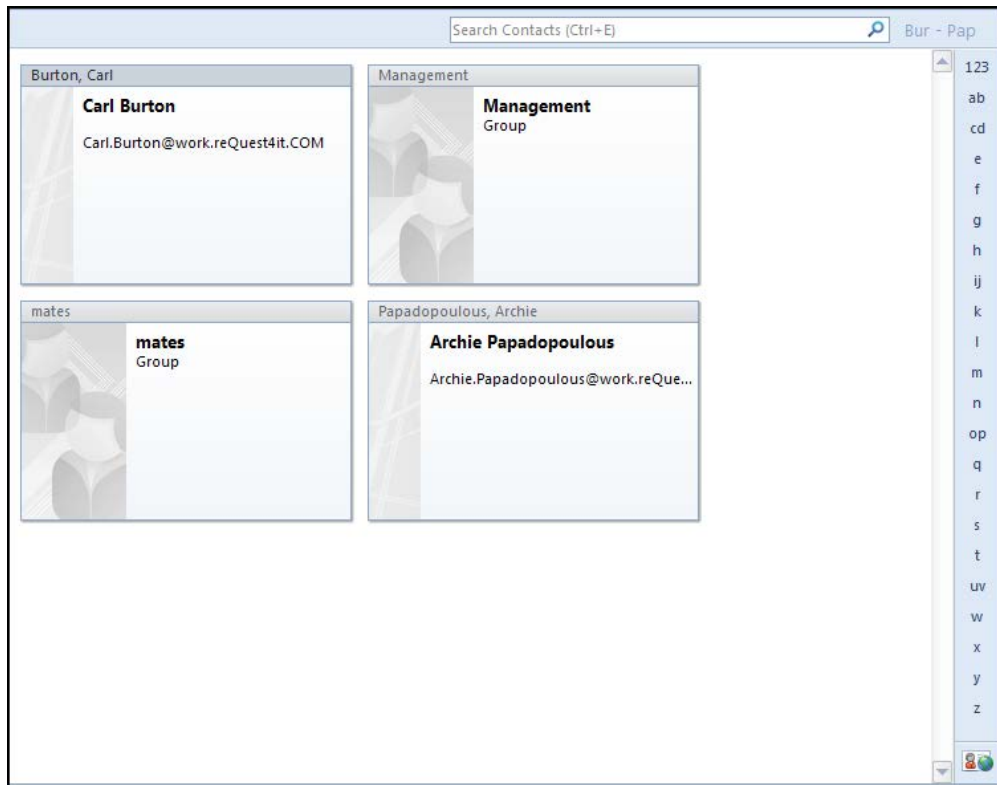 Search Contacts (Ctrl+E)
Bur - Pap
Burton, Carl
Carl Burton
Carl.Burton@work.reQuest4it.COM
Management
Management
Group
mates
mates
Group
Papadopoulous, Archie
Archie Papadopoulous
Archie.Papadopoulous@work.reQue...
123
ab
cd
e
f
g
h
ij
k
l
m
n
op
q
r
s
t
uv
w
x
y
z